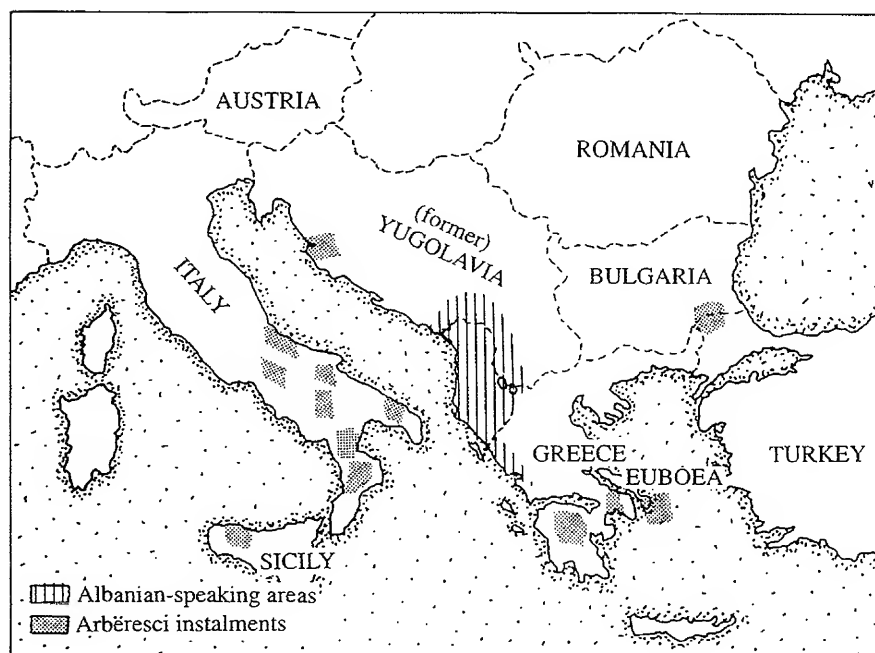 AUSTRIA
ROMANIA
(former)
YUGOLAVIA
ITALY
BULGARIA
GREECE
EUBOEA
TURKEY
SICILY
Albanian-speaking areas
Arbëresci instalments